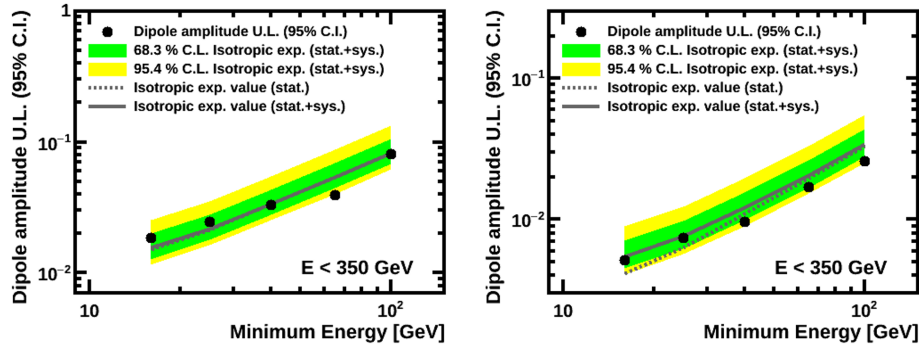 Dipole amplitude U.L. (95% C.I.)
1
10⁻¹
10⁻²
Dipole amplitude U.L. (95% C.I.)
68.3 % C.L. Isotropic exp. (stat.+sys.)
95.4 % C.L. Isotropic exp. (stat.+sys.)
Isotropic exp. value (stat.)
Isotropic exp. value (stat.+sys.)
E < 350 GeV
10
10²
Minimum Energy [GeV]
Dipole amplitude U.L. (95% C.I.)
10⁻¹
10⁻²
Dipole amplitude U.L. (95% C.I.)
68.3 % C.L. Isotropic exp. (stat.+sys.)
95.4 % C.L. Isotropic exp. (stat.+sys.)
Isotropic exp. value (stat.)
Isotropic exp. value (stat.+sys.)
E < 350 GeV
10
10²
Minimum Energy [GeV]